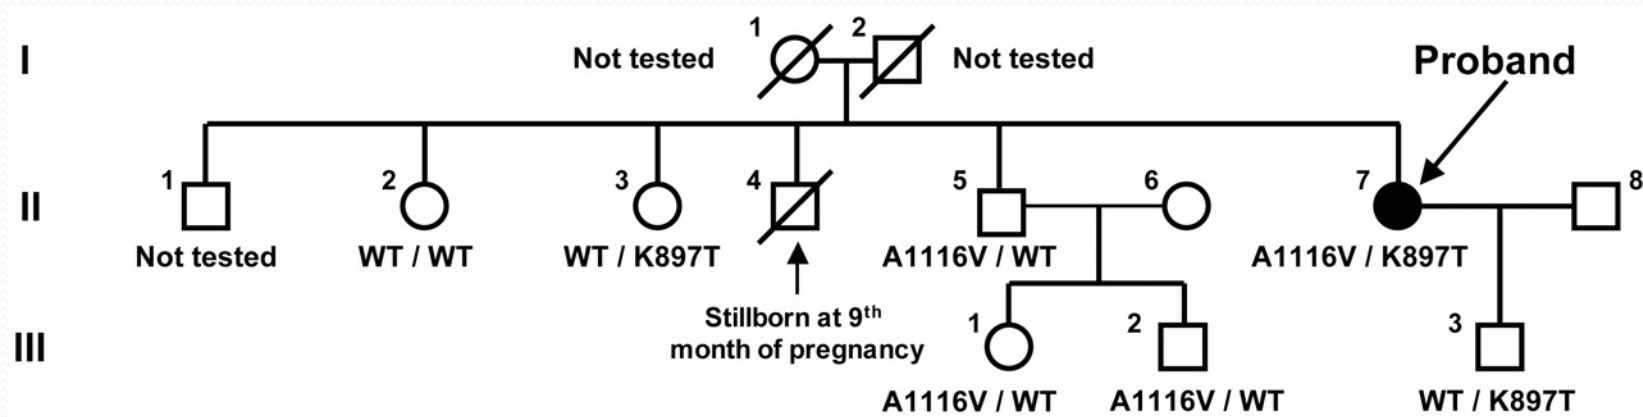 I
1
2
Not tested
Not tested
Proband
II
1
2
3
4
5
6
7
8
Not tested
WT / WT
WT / K897T
A1116V / WT
A1116V / K897T
Stillborn at 9th
month of pregnancy
III
1
2
3
A1116V / WT
A1116V / WT
WT / K897T